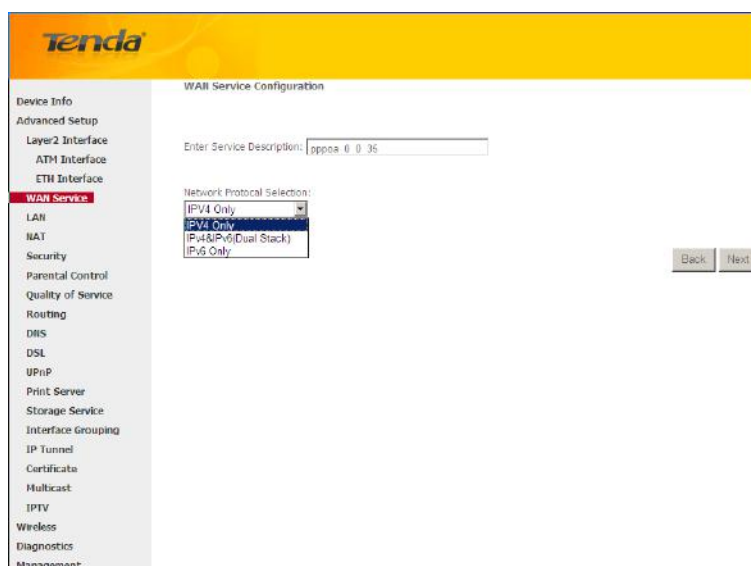 Tenda
WAN Service Configuration
Device Info
Advanced Setup
Layer2 Interface
ATM Interface
ETH Interface
WAN Service
LAN
NAT
Security
Parental Control
Quality of Service
Routing
DNS
DSL
UPnP
Print Server
Storage Service
Interface Grouping
IP Tunnel
Certificate
Multicast
IPTV
Wireless
Diagnostics
Management
Enter Service Description: pppoa_0_0_35
Network Protocal Selection:
IPV4 Only
IPV4 Only
IPv4&IPv6(Dual Stack)
IPv6 Only
Back Next